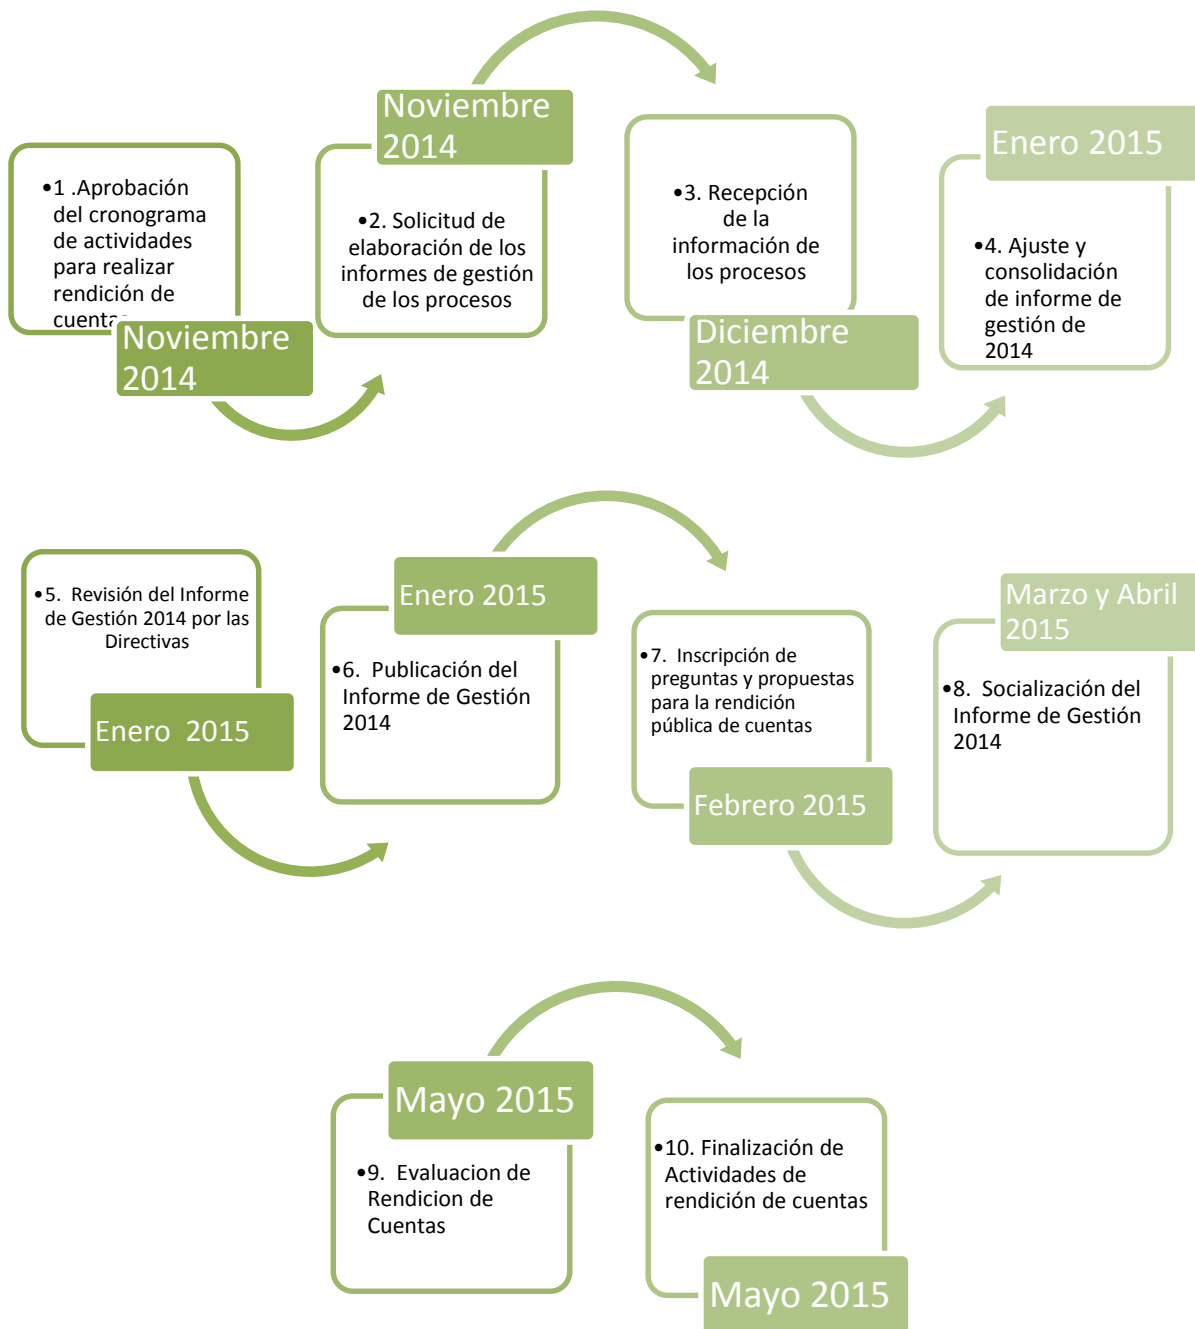 •1 .Aprobación
del cronograma
de actividades
para realizar
rendición de
cuentas
Noviembre
2014
Noviembre
2014
•2. Solicitud de
elaboración de los
informes de gestión
de los procesos
•3. Recepción
de la
información de
los procesos
Diciembre
2014
Enero 2015
•4. Ajuste y
consolidación
de informe de
gestión de
2014
•5. Revisión del Informe
de Gestión 2014 por las
Directivas
Enero 2015
Enero 2015
•6. Publicación del
Informe de Gestión
2014
•7. Inscripción de
preguntas y propuestas
para la rendición
pública de cuentas
Febrero 2015
Marzo y Abril
2015
•8. Socialización del
Informe de Gestión
2014
Mayo 2015
•9. Evaluacion de
Rendicion de
Cuentas
•10. Finalización de
Actividades de
rendición de cuentas
Mayo 2015